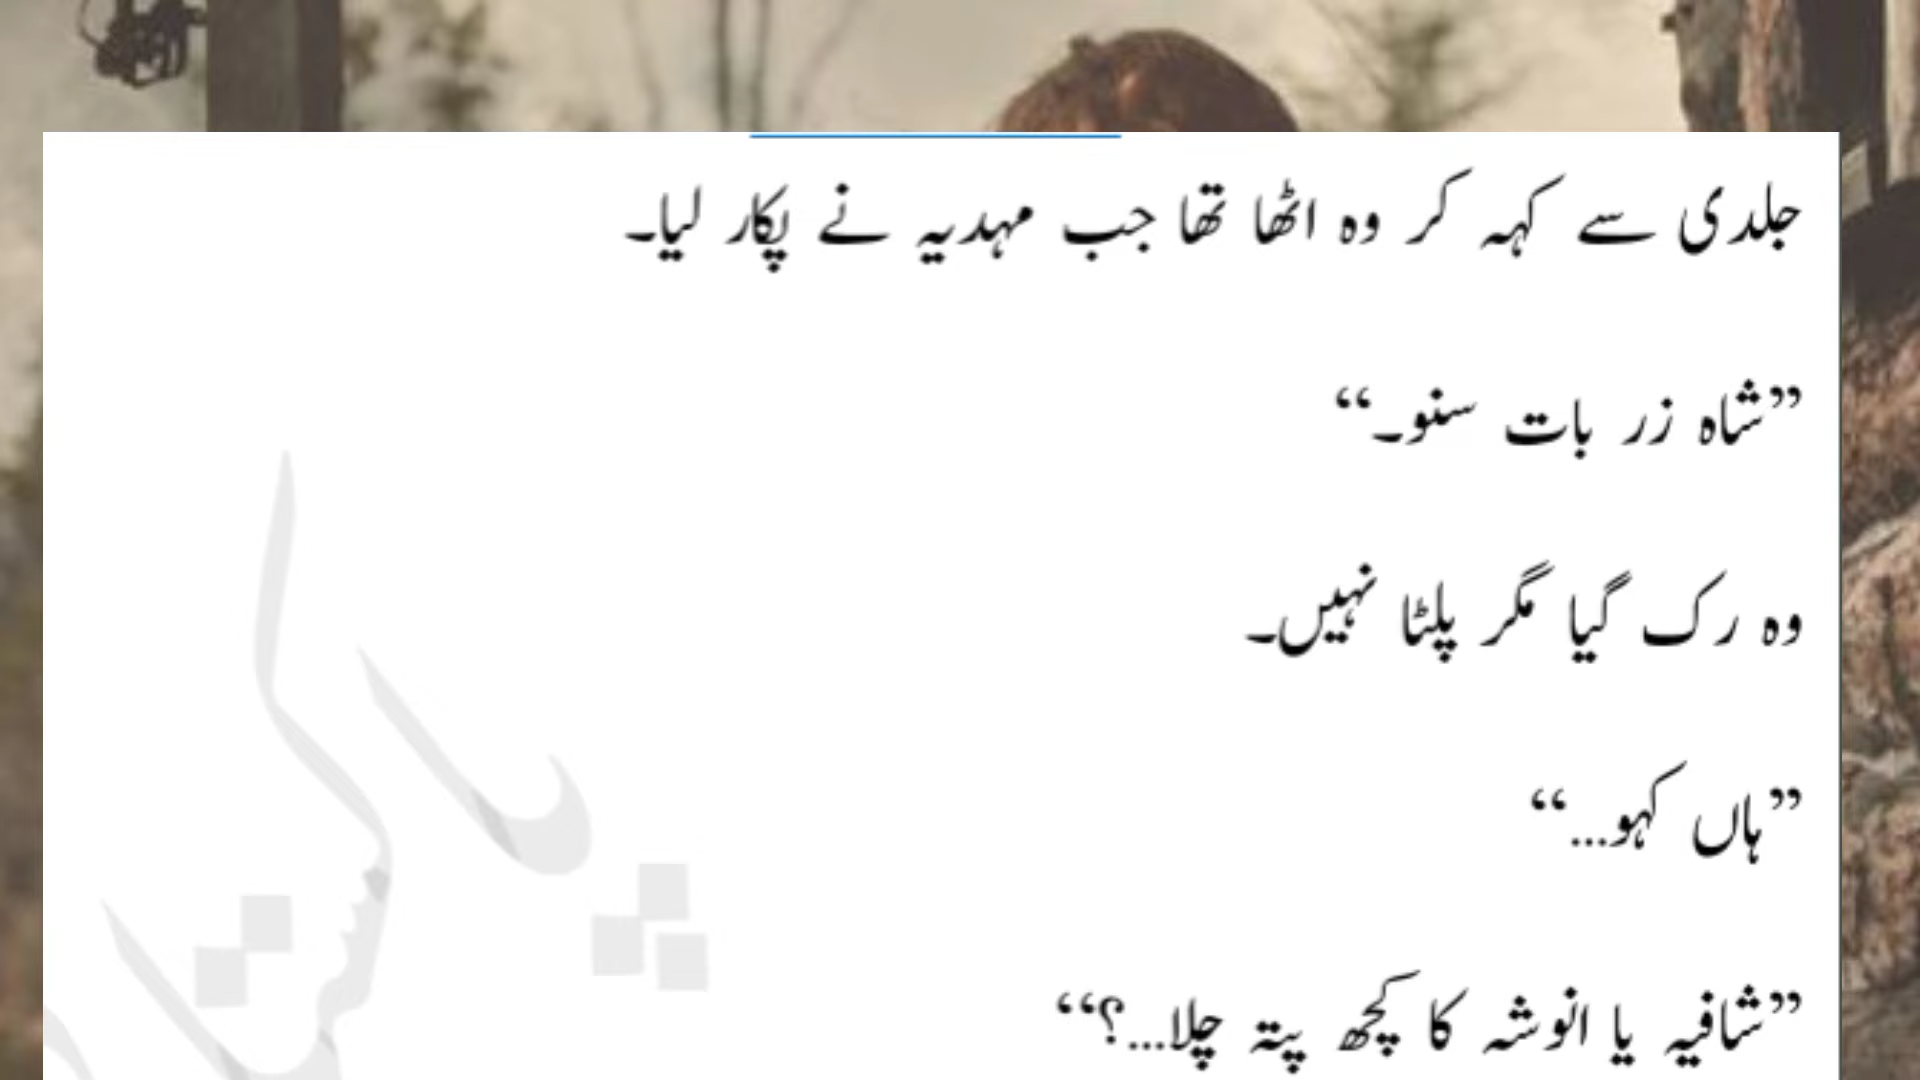 جلدی سے کہہ کر وہ اٹھا تھا جب مہدیہ نے پکار لیا۔
”شاہ زر بات سنو۔“
وہ رک گیا مگر پلٹا نہیں۔
”ہاں کہو...“
”شافیہ یا انوشہ کا کچھ پتہ چلا...؟“